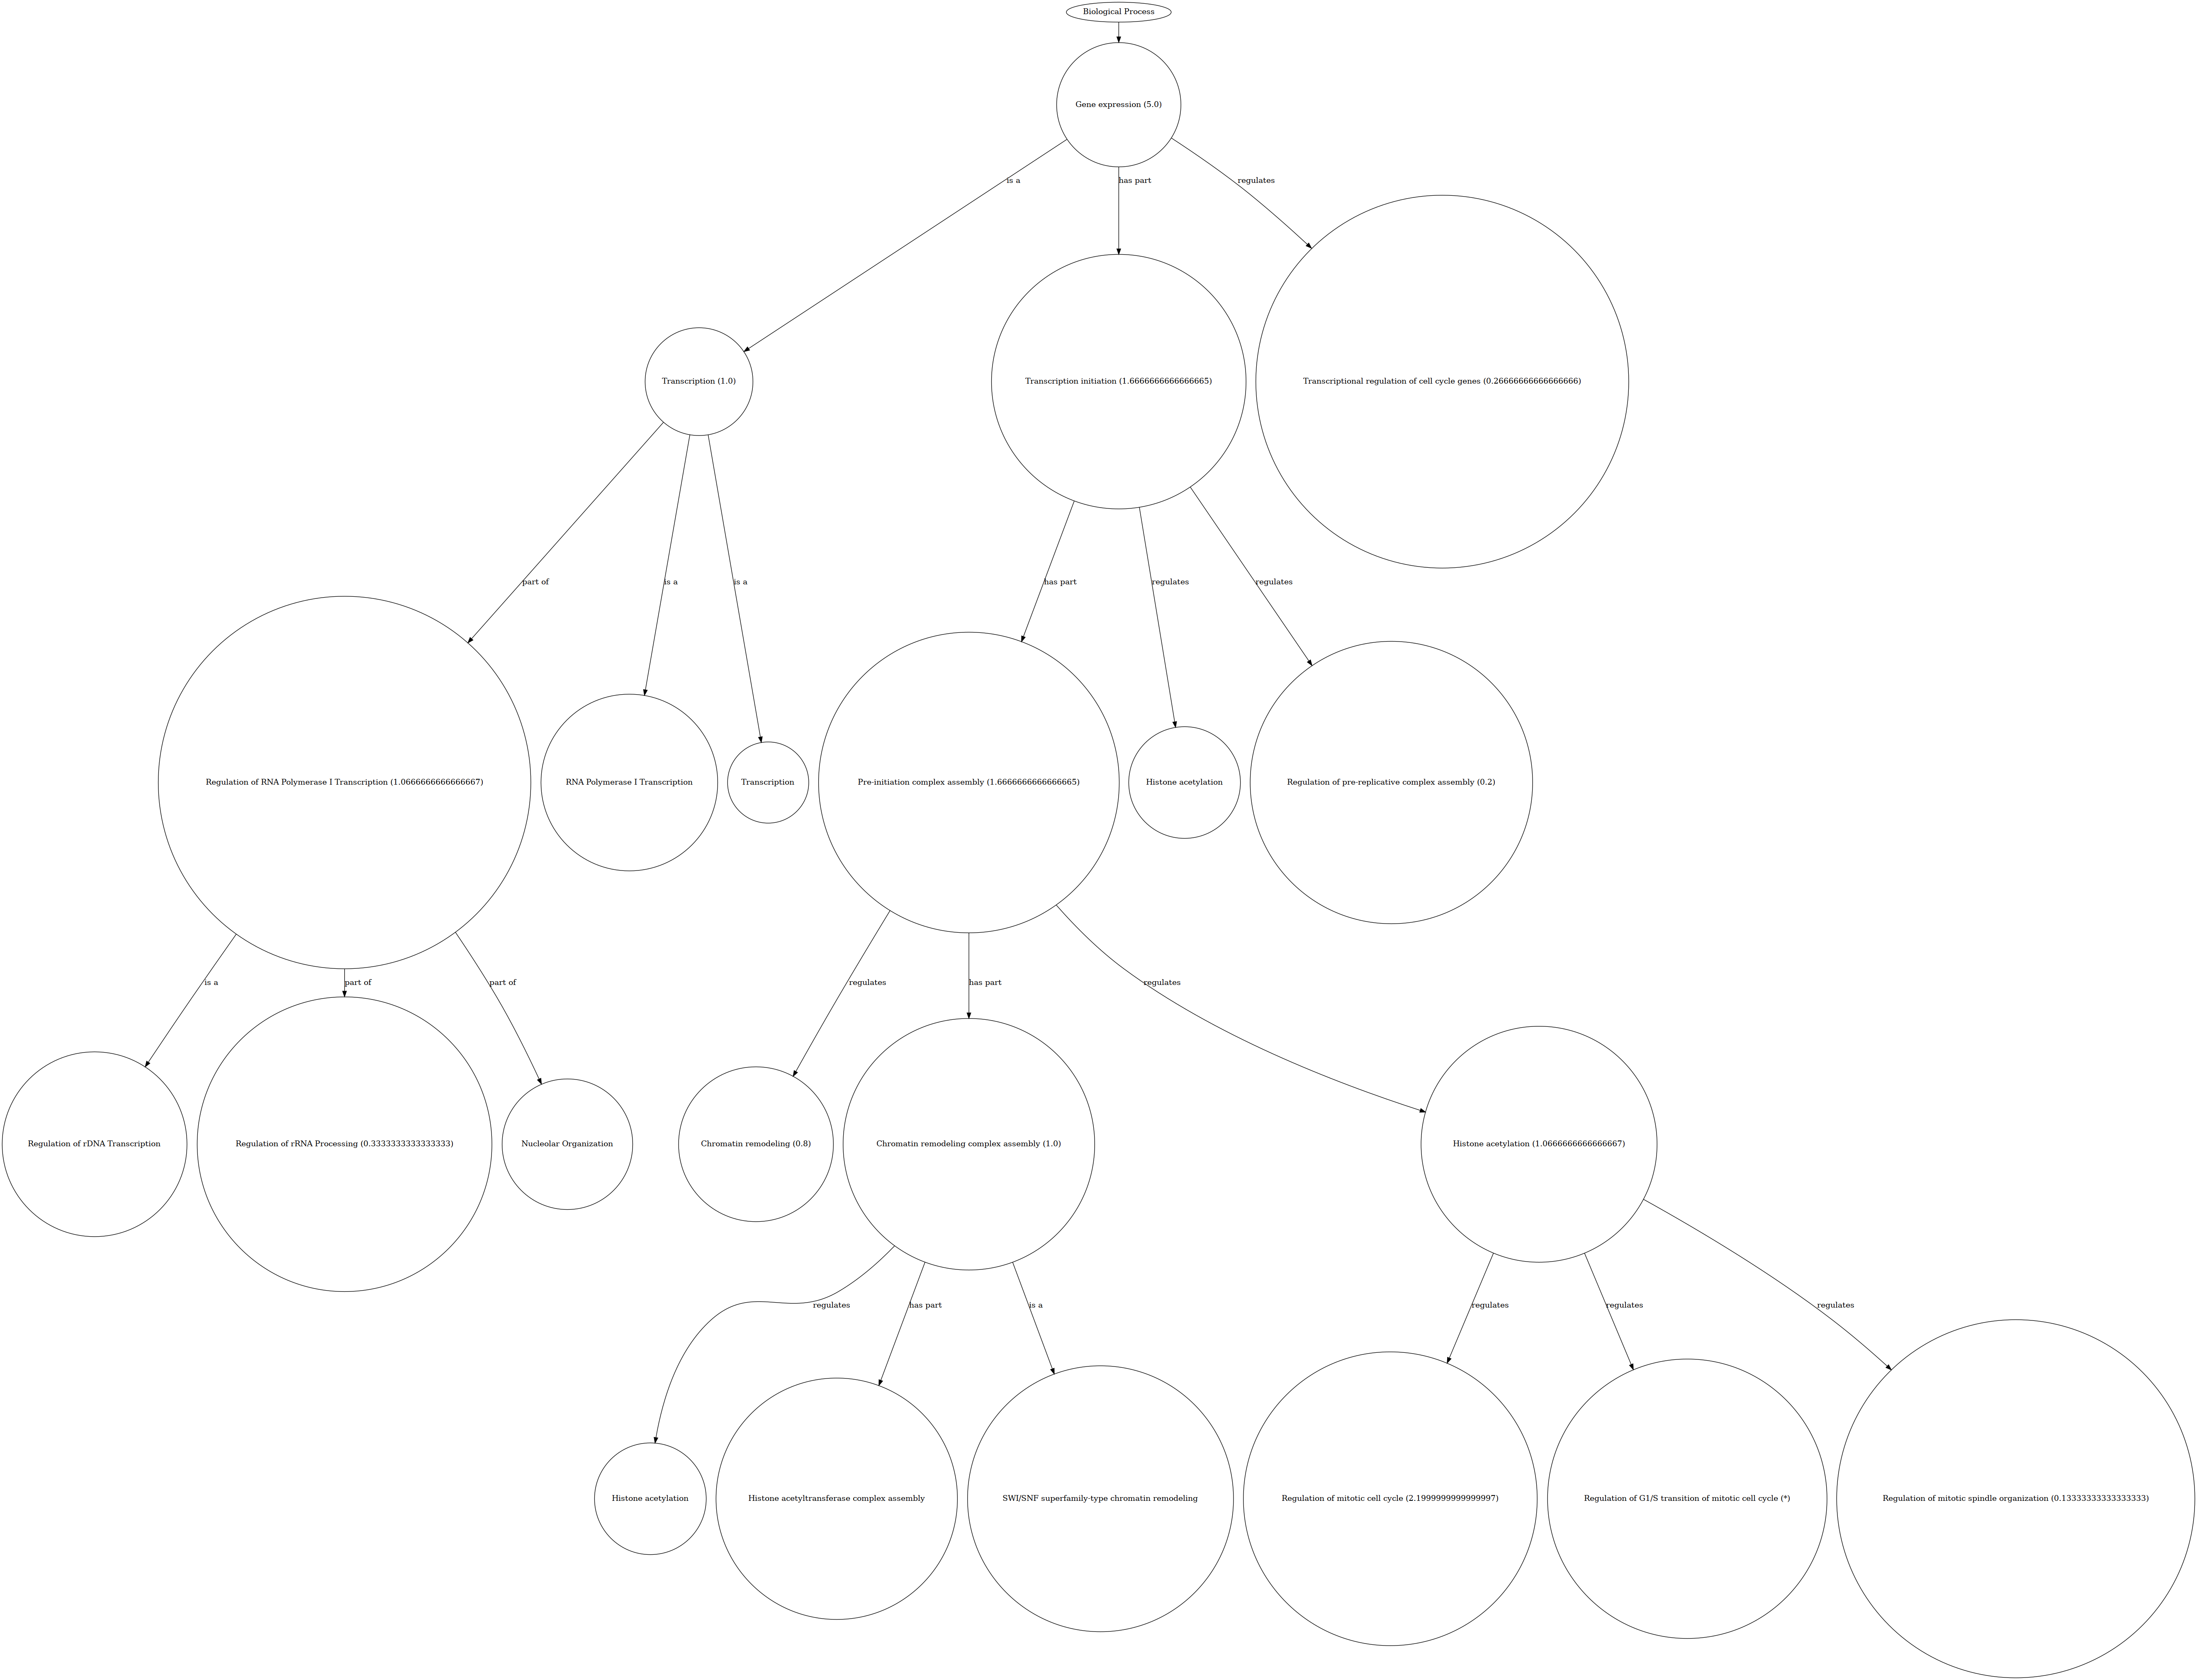 Biological Process
Gene expression (5.0)
is a
has part
regulates
Transcription (1.0)
Transcription initiation (1.6666666666666665)
Transcriptional regulation of cell cycle genes (0.26666666666666666)
part of
is a
is a
has part
regulates
regulates
Regulation of RNA Polymerase I Transcription (1.0666666666666667)
RNA Polymerase I Transcription
Transcription
Pre-initiation complex assembly (1.6666666666666665)
Histone acetylation
Regulation of pre-replicative complex assembly (0.2)
is a
part of
part of
regulates
has part
regulates
Regulation of rDNA Transcription
Regulation of rRNA Processing (0.3333333333333333)
Nucleolar Organization
Chromatin remodeling (0.8)
Chromatin remodeling complex assembly (1.0)
Histone acetylation (1.0666666666666667)
regulates
has part
is a
regulates
regulates
regulates
Histone acetylation
Histone acetyltransferase complex assembly
SWI/SNF superfamily-type chromatin remodeling
Regulation of mitotic cell cycle (2.1999999999999997)
Regulation of G1/S transition of mitotic cell cycle (*)
Regulation of mitotic spindle organization (0.13333333333333333)